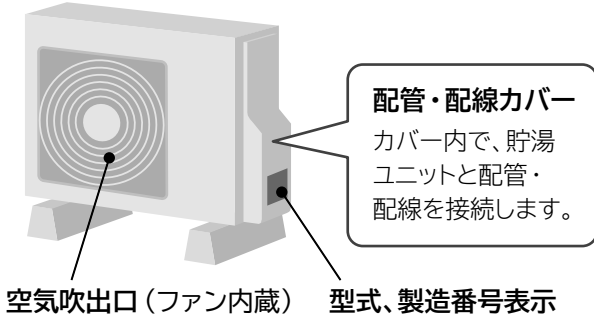 配管・配線カバー
カバー内で、貯湯
ユニットと配管・
配線を接続します。
空気吹出口（ファン内蔵）
型式、製造番号表示